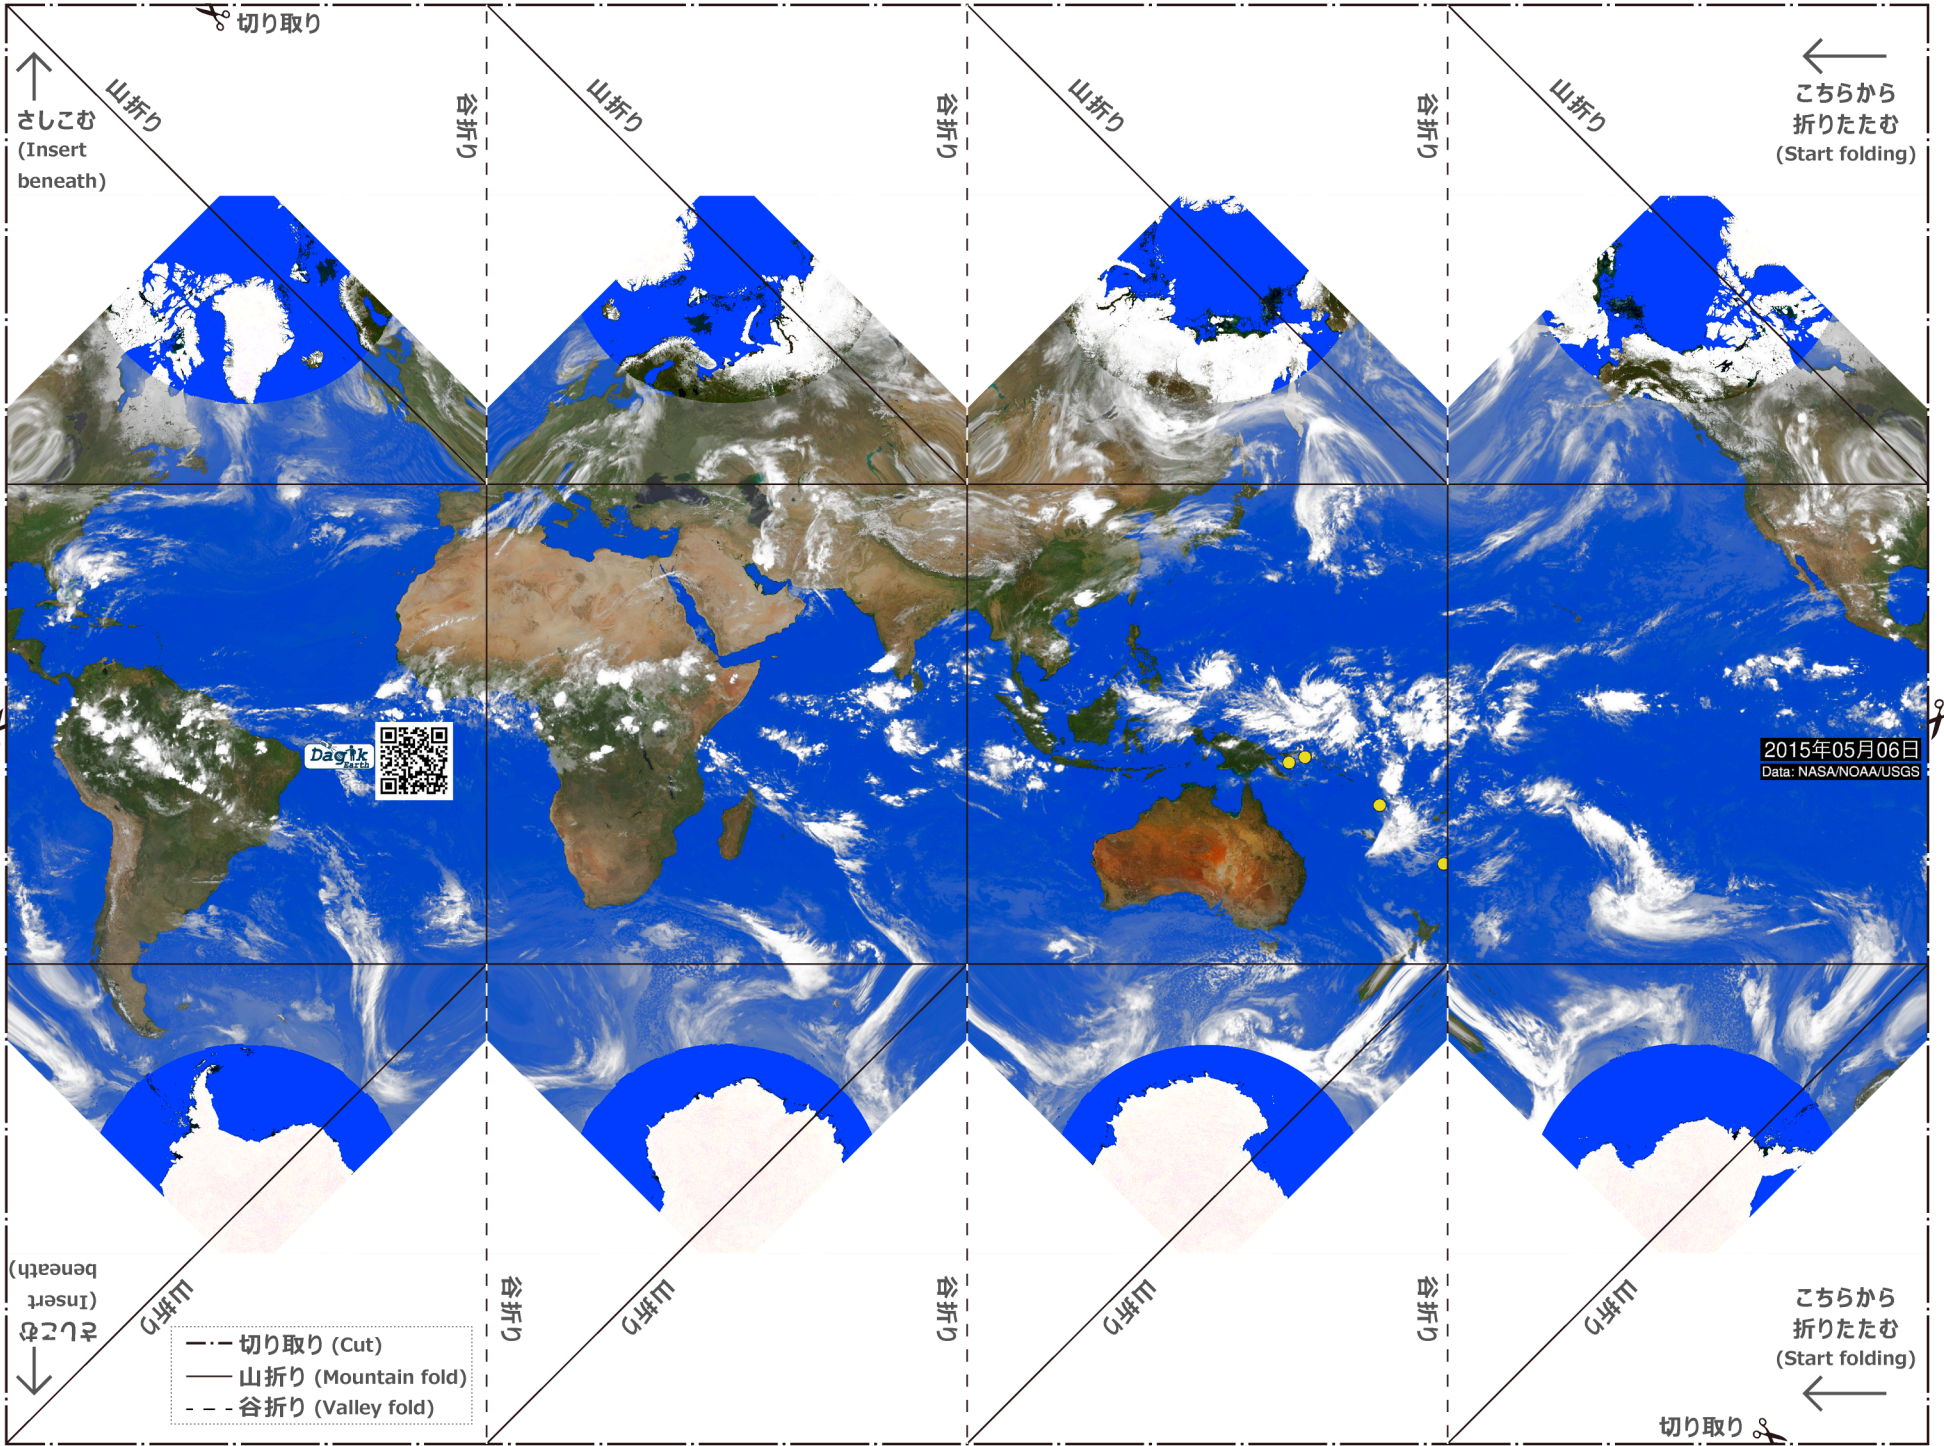 切り取り
山折り
谷折り
山折り
谷折り
山折り
谷折り
山折り
さしこむ
(Insert
beneath)
こちらから
折りたたむ
(Start folding)
Dagik
Earth
2015年05月06日
Data: NASA/NOAA/USGS
さしこむ
(Insert
beneath)
山折り
谷折り
山折り
谷折り
山折り
谷折り
山折り
こちらから
折りたたむ
(Start folding)
切り取り (Cut)
山折り (Mountain fold)
谷折り (Valley fold)
切り取り